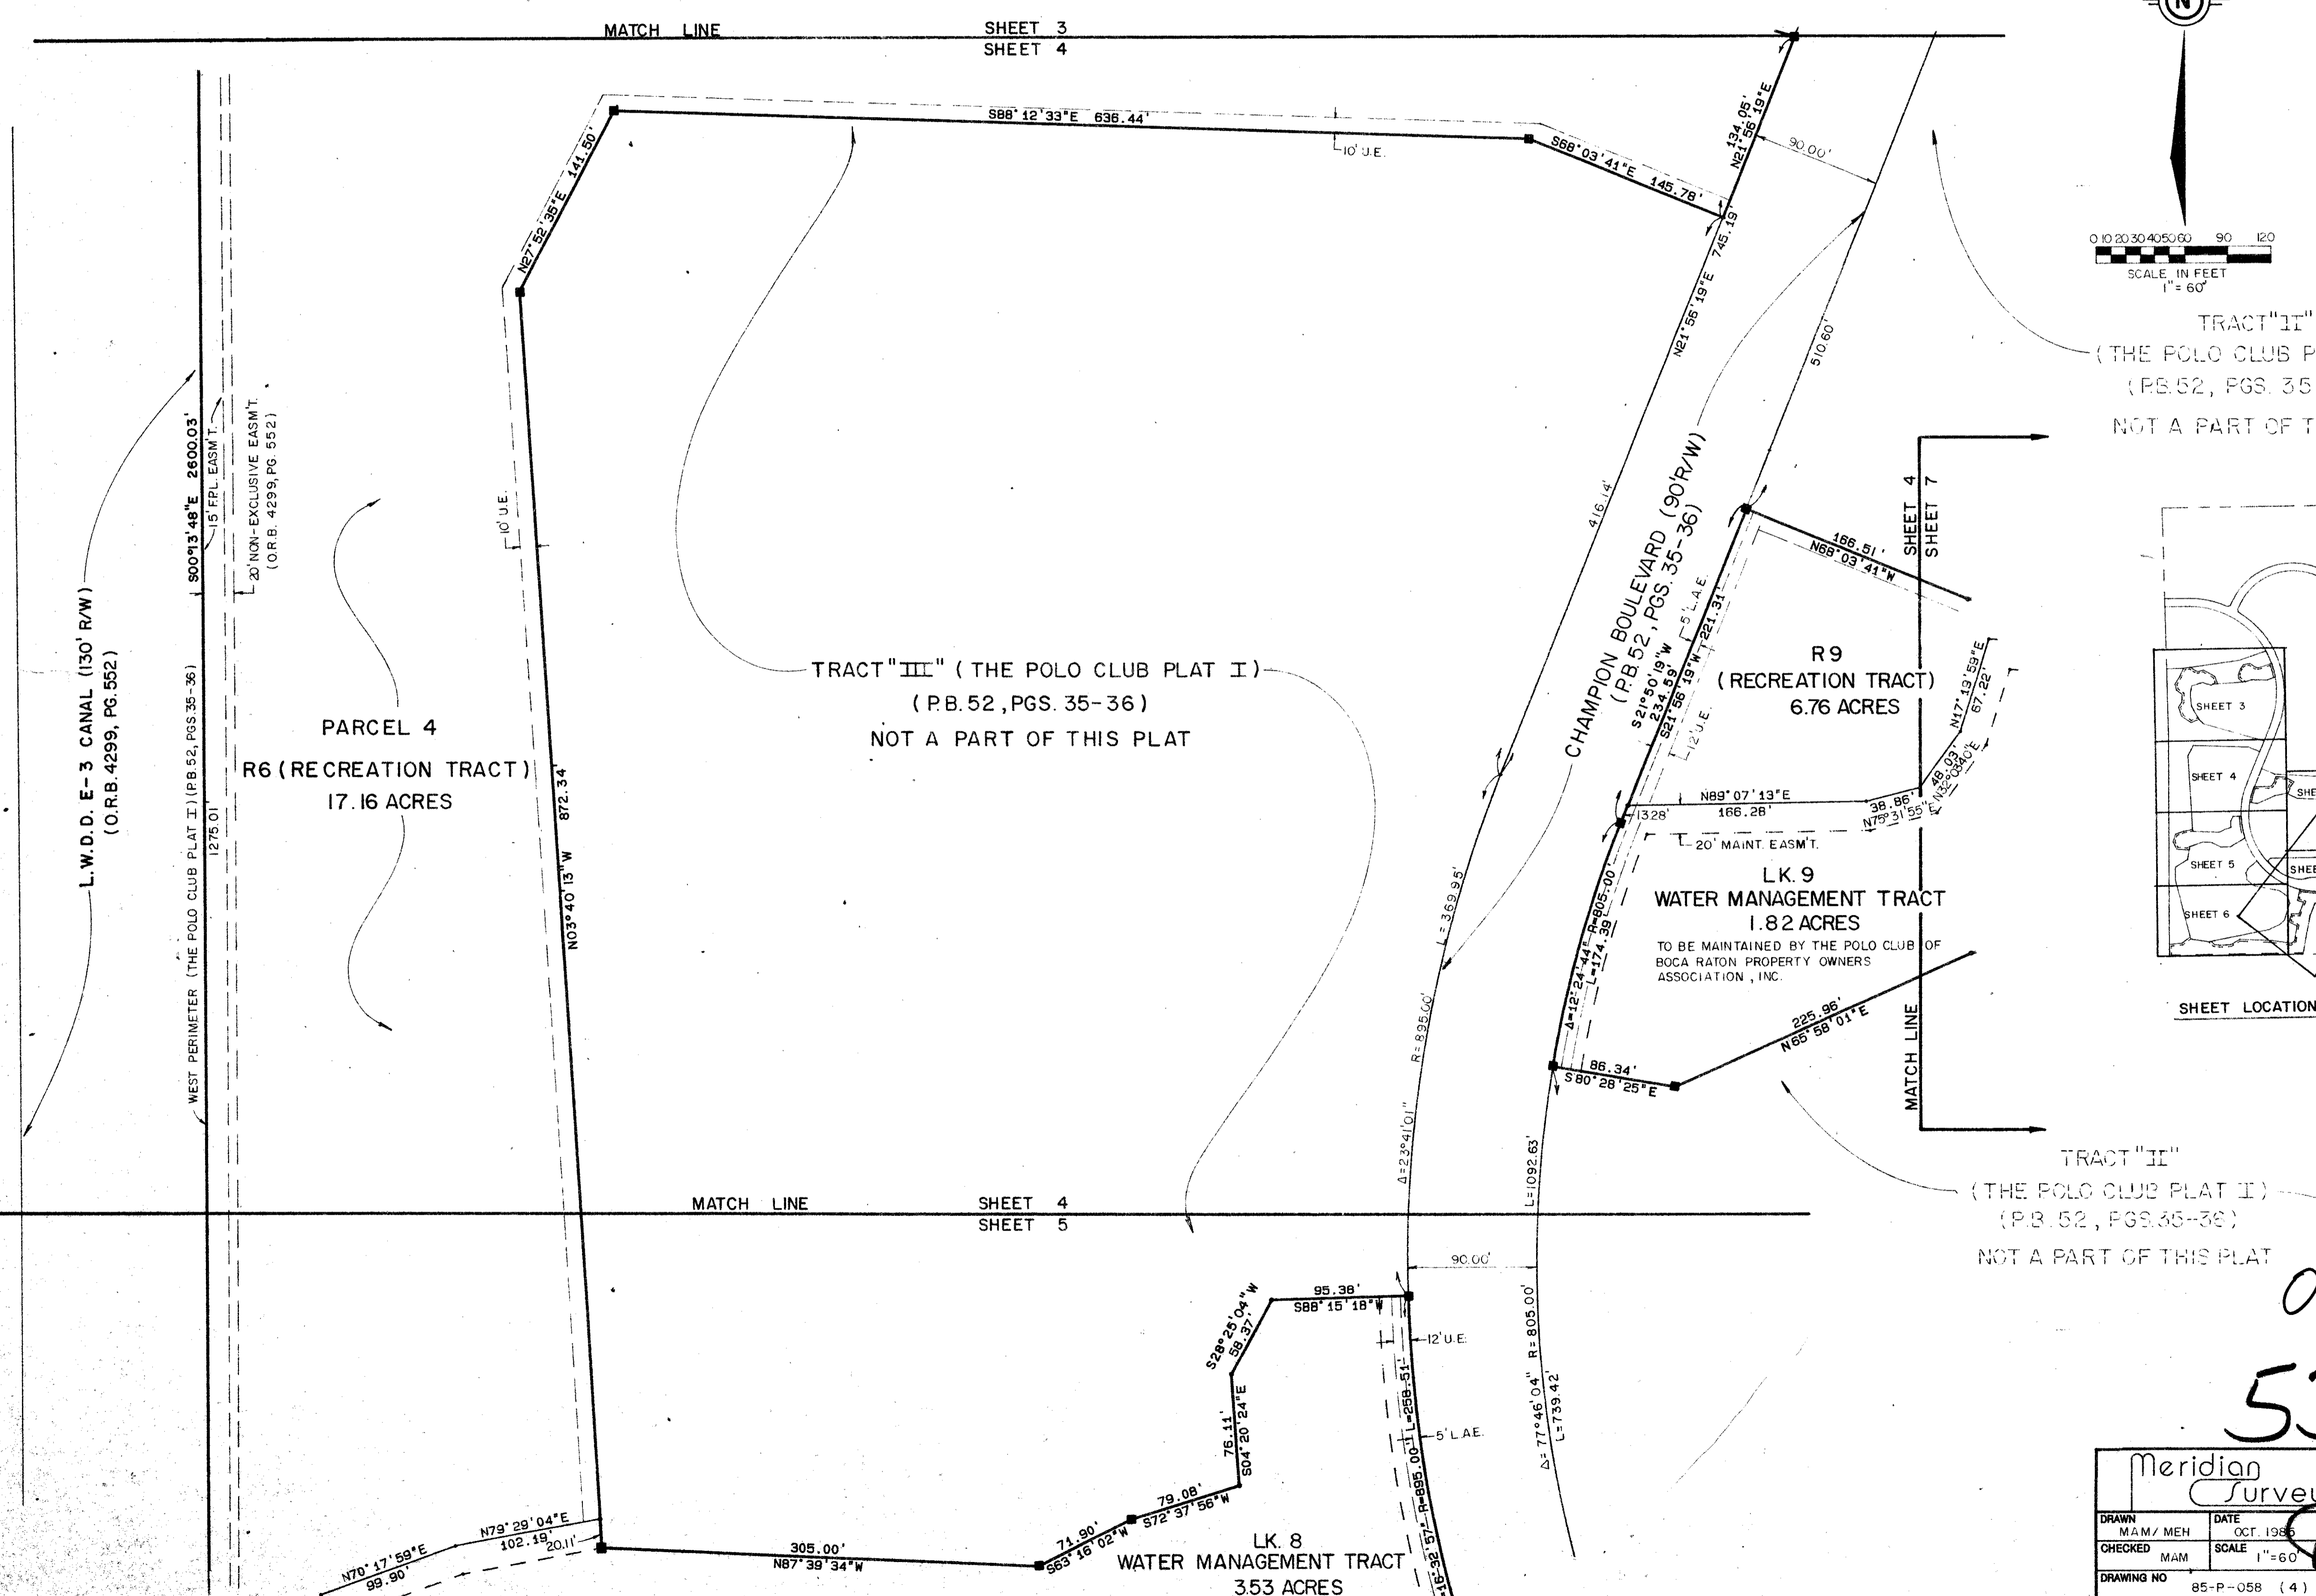 MATCH LINE SHEET 3
SHEET 4
N
S88°12'33"E 636.44'
10' U.E.
S68°03'41"E 145.78'
134.05'
N21°56'19"E
90.00'
N27°52'35"E 141.50'
0 10 20 30 40 50 60 90 120
SCALE IN FEET
1" = 60'
TRACT "II"
(THE POLO CLUB P
(P.B. 52, PGS. 35
NOT A PART OF T
N21°56'19"E 745.19'
510.60'
416.14'
S00°13'48"E 2600.03'
15' F.P.L. EASM'T.
20' NON-EXCLUSIVE EASM'T.
(O.R.B. 4299, PG. 552)
10' U.E.
L.W.D.D. E-3 CANAL (130' R/W)
(O.R.B. 4299, PG. 552)
WEST PERIMETER (THE POLO CLUB PLAT I) (P.B. 52, PGS. 35-36)
1275.01'
PARCEL 4
R6 (RECREATION TRACT)
17.16 ACRES
N03°40'13"W 872.34'
TRACT "III" (THE POLO CLUB PLAT I)
(P.B. 52, PGS. 35-36)
NOT A PART OF THIS PLAT
CHAMPION BOULEVARD (90' R/W)
(P.B. 52, PGS. 35-36)
S21°50'19"W
234.59'
S21°56'19"W 221.31'
5' L.A.E.
12' U.E.
166.51'
N68°03'41"W
SHEET 4
SHEET 7
R9
(RECREATION TRACT)
6.76 ACRES
N17°19'59"E
67.22'
48.03'
N32°03'40"E
N89°07'13"E
166.28'
38.86'
N75°31'55"E
13.28'
20' MAINT. EASM'T.
LK. 9
WATER MANAGEMENT TRACT
1.82 ACRES
TO BE MAINTAINED BY THE POLO CLUB OF
BOCA RATON PROPERTY OWNERS
ASSOCIATION, INC.
Δ=12°24'44" R=805.00'
L=174.39'
86.34'
S80°28'25"E
225.96'
N65°58'01"E
MATCH LINE
Δ=23°41'01" R=895.00' L=369.95'
L=1092.63'
SHEET 3
SHEET 4
SHEET 5
SHEET 6
SHE
SHEE
SHEET LOCATION
TRACT "II"
(THE POLO CLUB PLAT I)
(P.B. 52, PGS. 35-36)
NOT A PART OF THIS PLAT
MATCH LINE SHEET 4
SHEET 5
90.00'
95.38'
S88°15'18"W
S28°25'04"W
58.37'
76.11'
S04°20'24"E
12' U.E.
5' L.A.E.
16°32'57" R=895.00' L=258.51'
Δ=77°46'04" R=805.00'
L=739.42'
79.08'
S72°37'56"W
71.90'
S63°16'02"W
305.00'
N87°39'34"W
N79°29'04"E
102.19'
20.11'
N70°17'59"E
99.90'
LK. 8
WATER MANAGEMENT TRACT
3.53 ACRES
Meridian
Surve
DRAWN
MAM/MEH
DATE
OCT. 198
CHECKED
MAM
SCALE
1"=60'
DRAWING NO
85-P-058 (4)